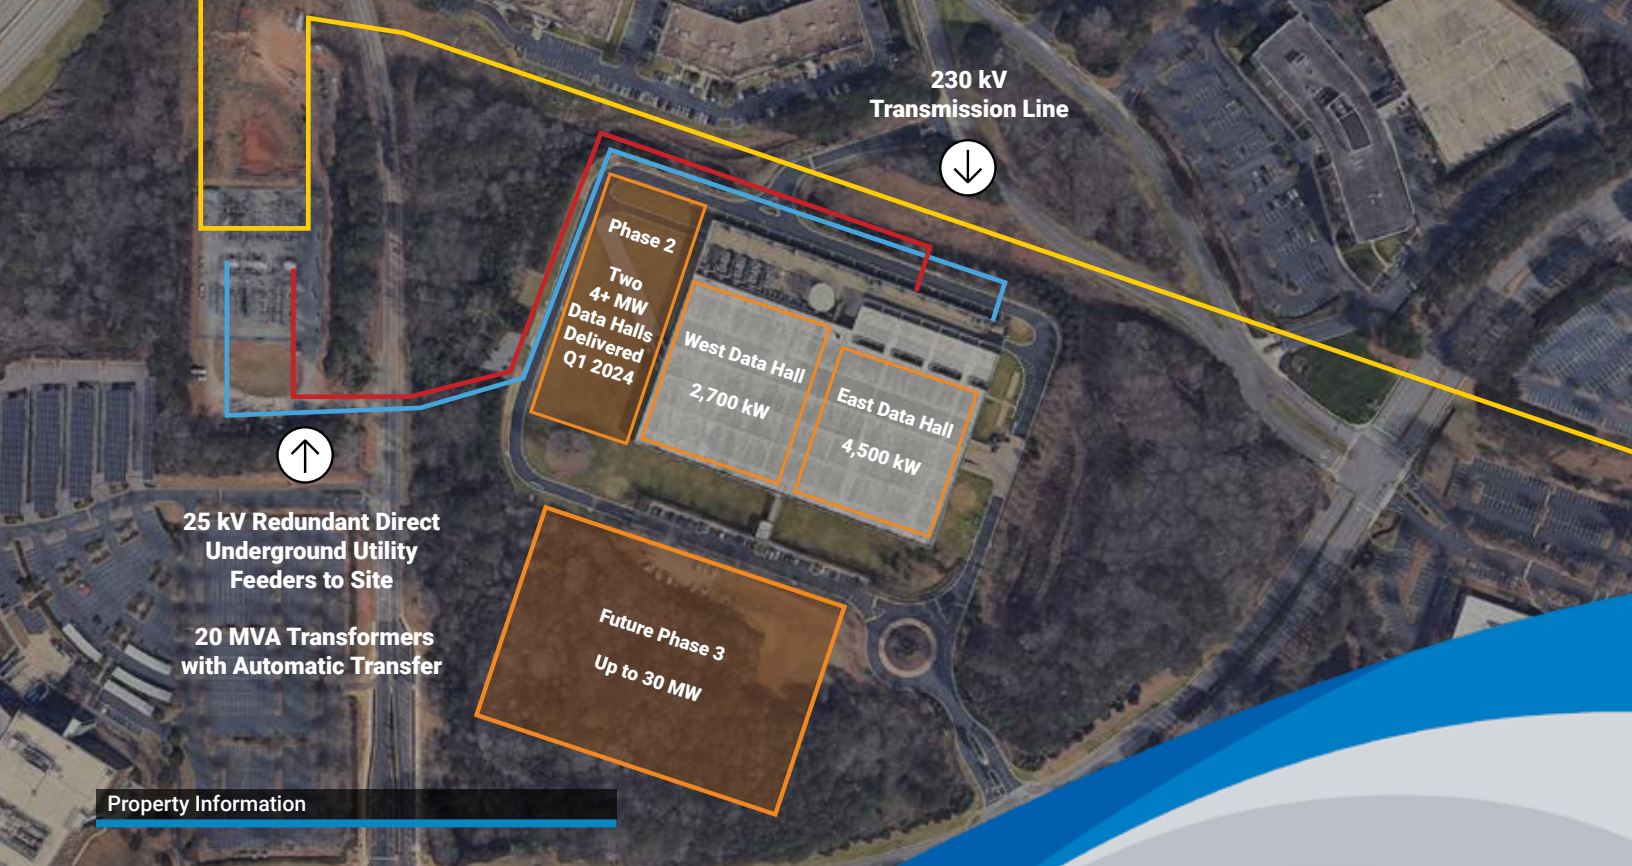 230 kV
Transmission Line
Phase 2
Two
4+ MW
Data Halls
Delivered
Q1 2024
West Data Hall
2,700 kW
East Data Hall
4,500 kW
25 kV Redundant Direct
Underground Utility
Feeders to Site
20 MVA Transformers
with Automatic Transfer
Future Phase 3
Up to 30 MW
Property Information